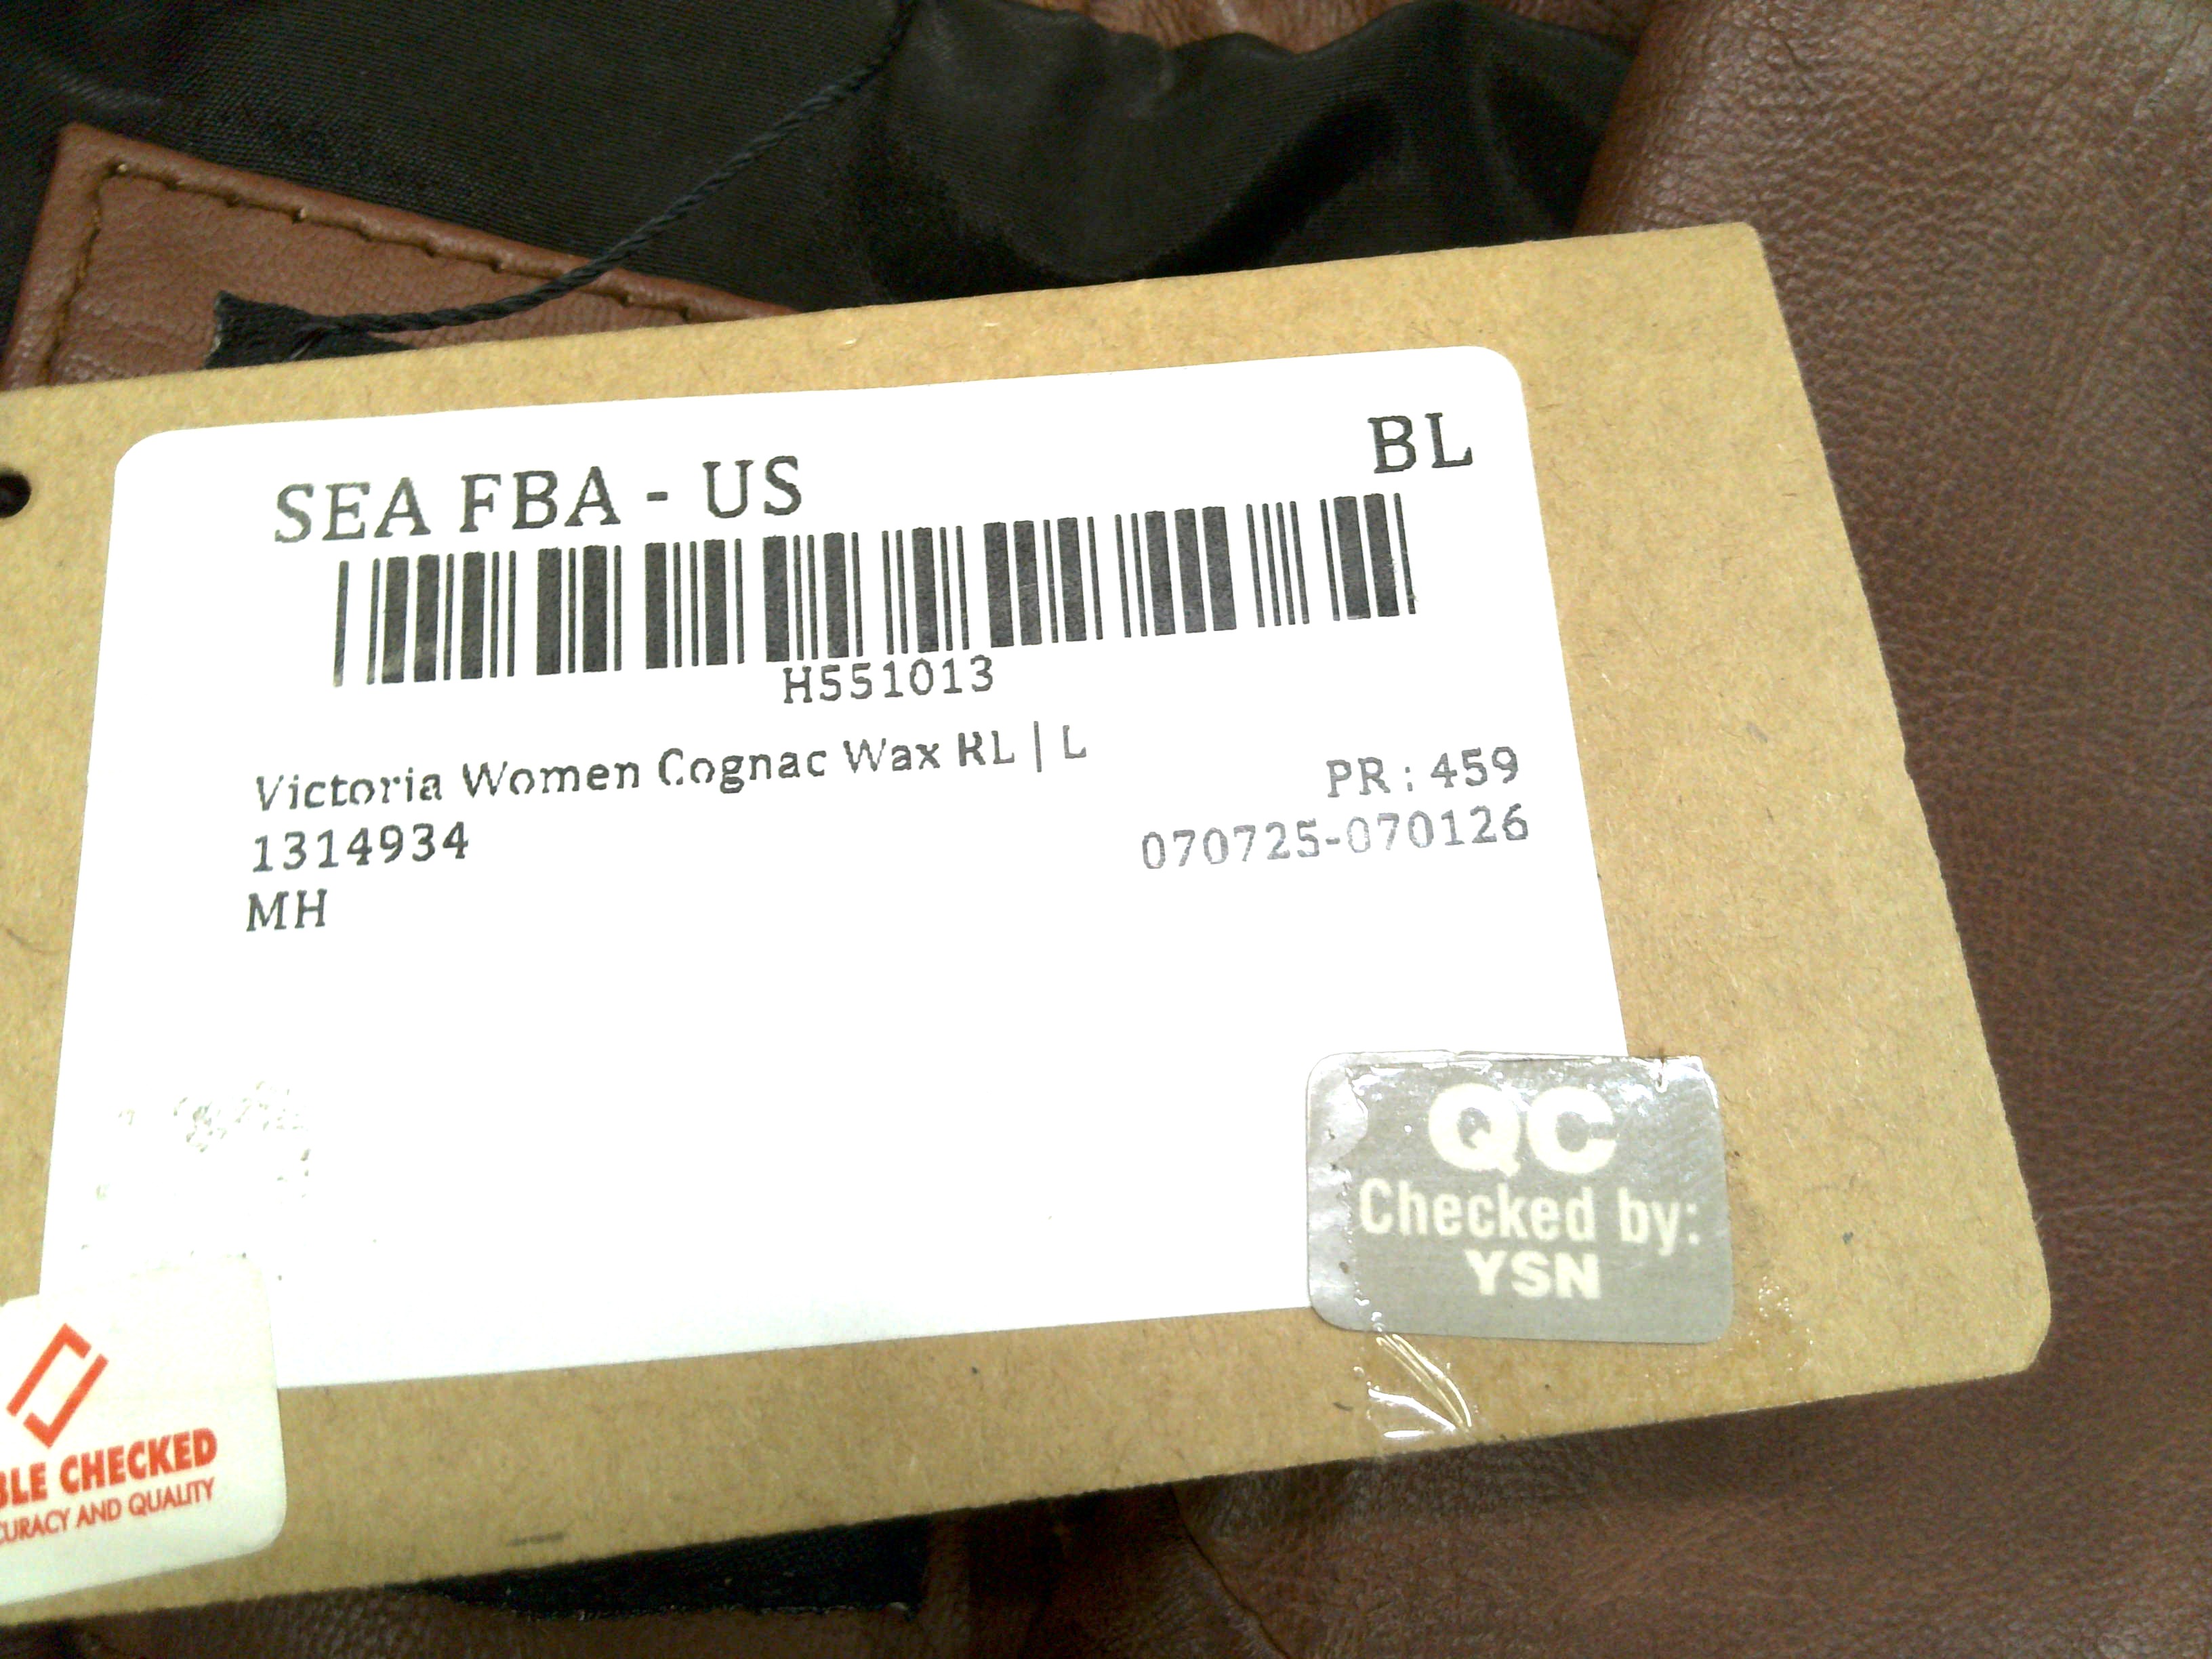 SEA FBA - US
BL
H551013
Victoria Women Cognac Wax RL | L
PR : 459
1314934
070725-070126
MH
QC
Checked by:
YSN
BLE CHECKED
CURACY AND QUALITY